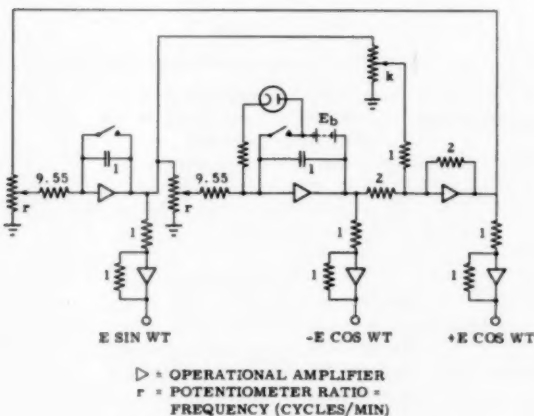 k
E_b
1
1
1
2
2
9.55
9.55
r
r
1
1
1
1
1
1
E SIN WT
-E COS WT
+E COS WT
▷ = OPERATIONAL AMPLIFIER
r = POTENTIOMETER RATIO =
FREQUENCY (CYCLES/MIN)